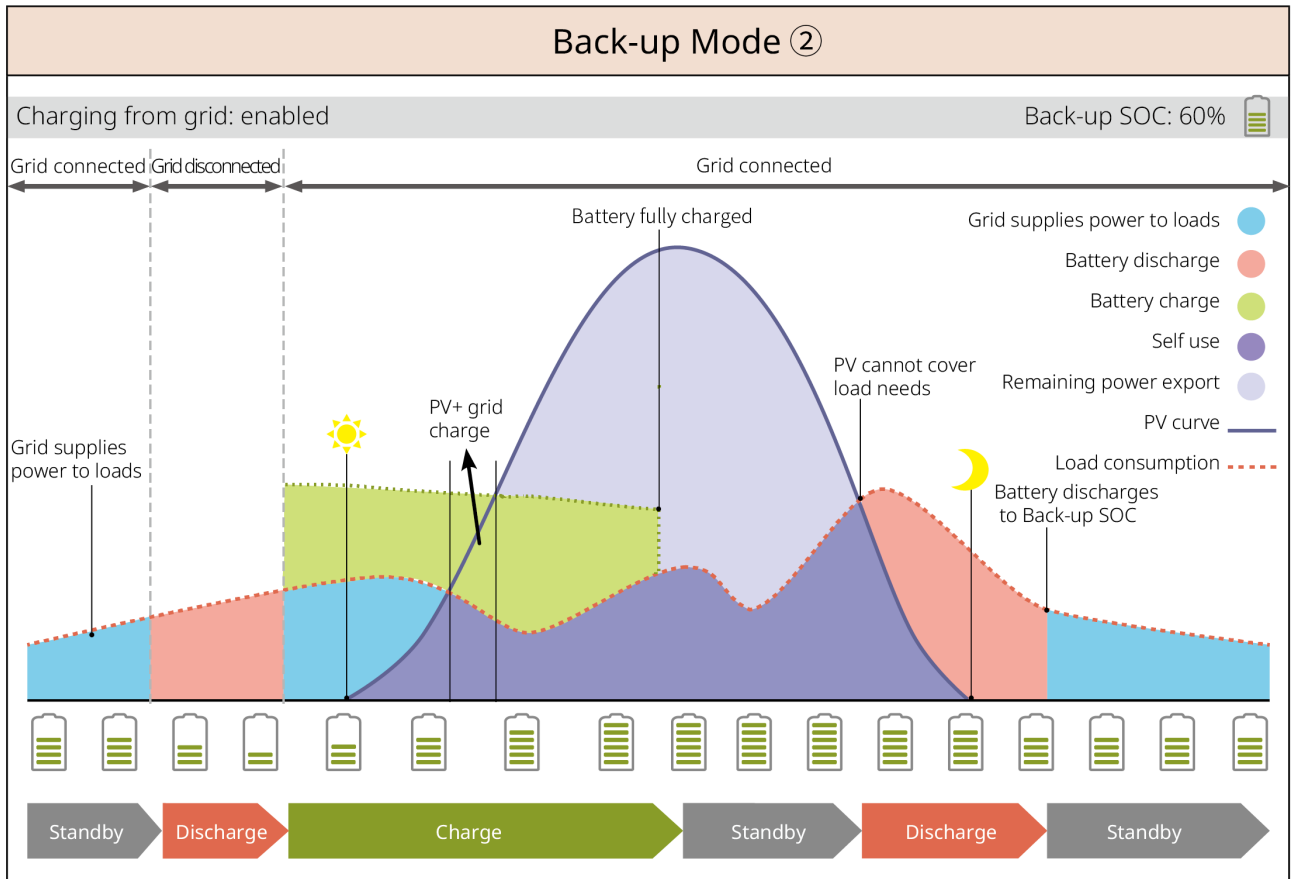 Back-up Mode ②
Charging from grid: enabled
Back-up SOC: 60%
Grid connected
Grid disconnected
Grid connected
Battery fully charged
Grid supplies power to loads
Battery discharge
Battery charge
Self use
Remaining power export
PV curve
Load consumption
PV cannot cover
load needs
PV+ grid
charge
Grid supplies
power to loads
Battery discharges
to Back-up SOC
Standby
Discharge
Charge
Standby
Discharge
Standby